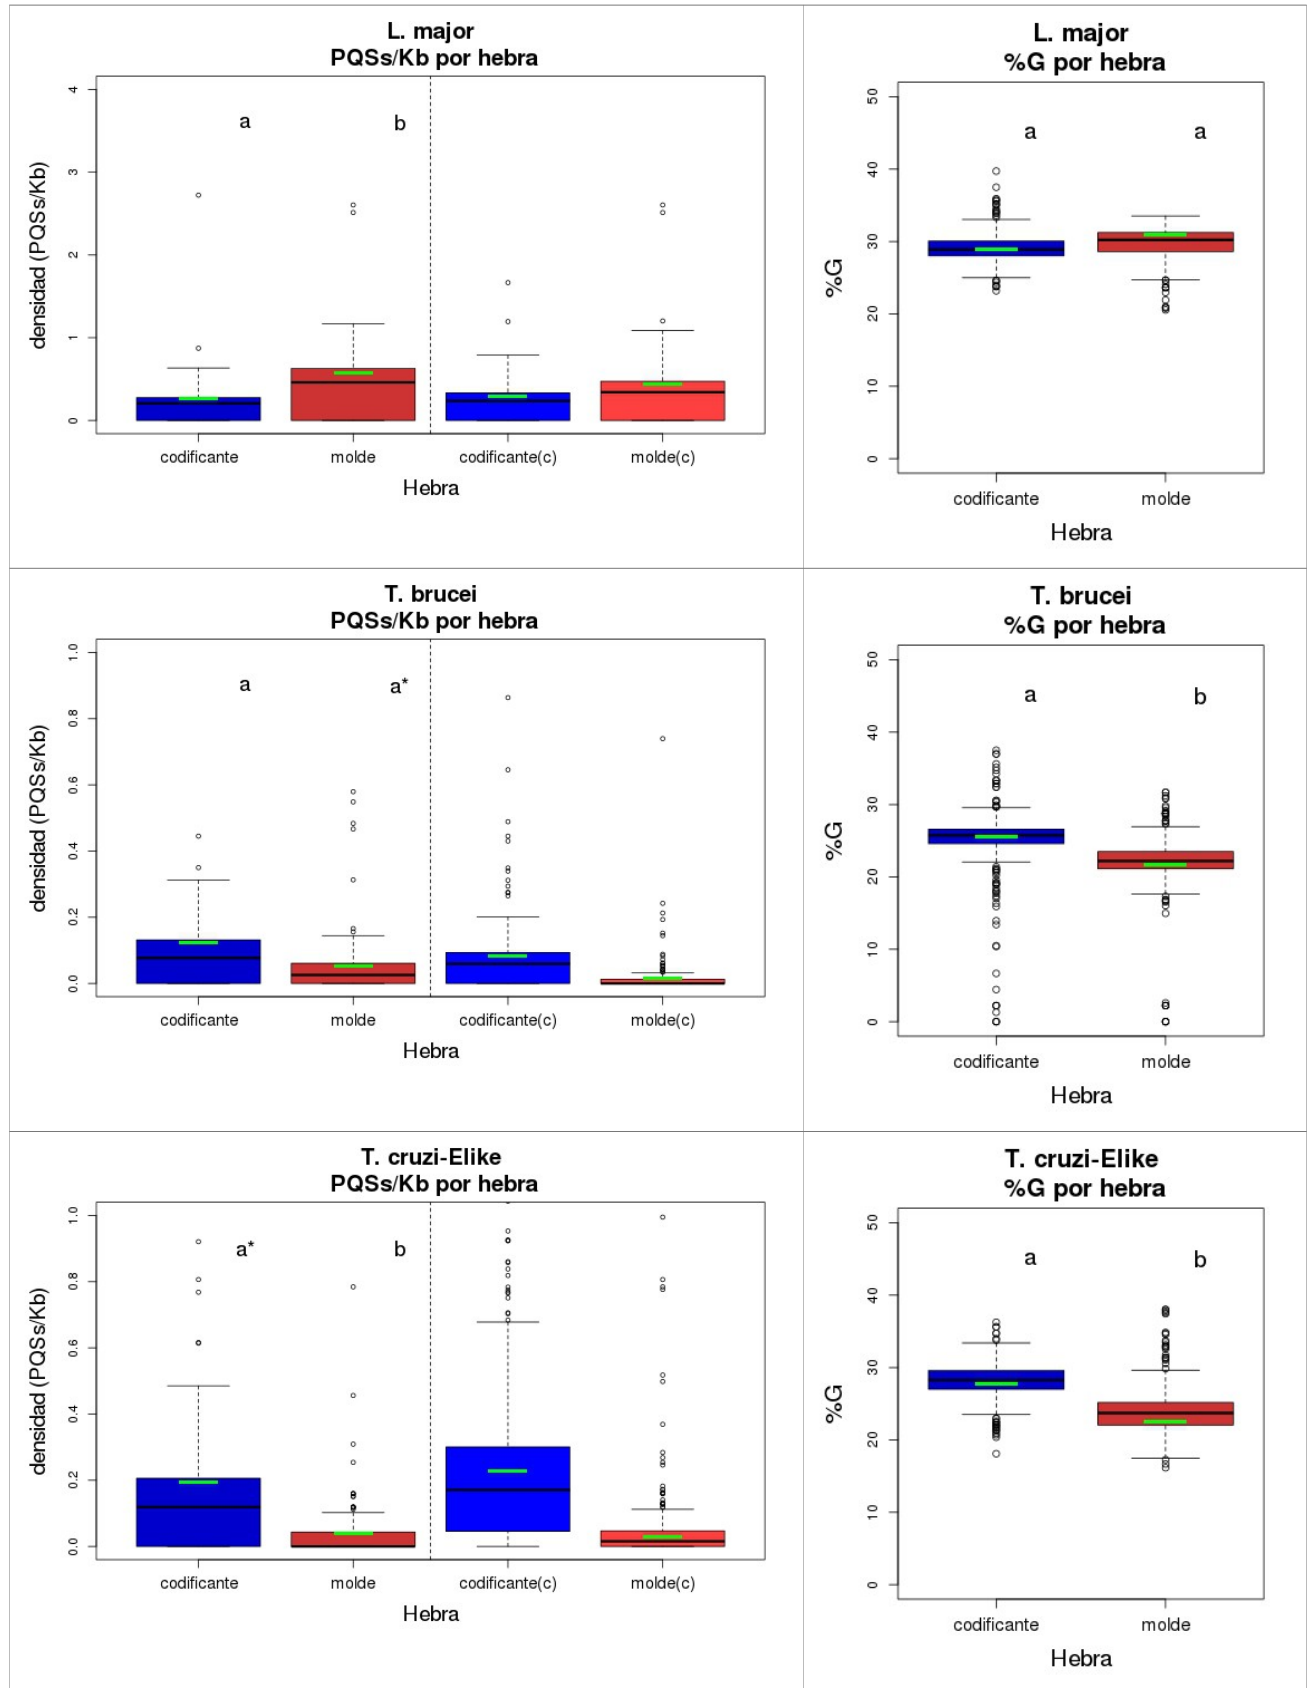 L. major
PQSs/Kb por hebra
densidad (PQSs/Kb)
4
3
2
1
0
a
b
codificante
molde
codificante(c)
molde(c)
Hebra
L. major
%G por hebra
%G
50
40
30
20
10
0
a
a
codificante
molde
Hebra
T. brucei
PQSs/Kb por hebra
densidad (PQSs/Kb)
1.0
0.8
0.6
0.4
0.2
0.0
a
a*
codificante
molde
codificante(c)
molde(c)
Hebra
T. brucei
%G por hebra
%G
50
40
30
20
10
0
a
b
codificante
molde
Hebra
T. cruzi-Elike
PQSs/Kb por hebra
densidad (PQSs/Kb)
1.0
0.8
0.6
0.4
0.2
0.0
a*
b
codificante
molde
codificante(c)
molde(c)
Hebra
T. cruzi-Elike
%G por hebra
%G
50
40
30
20
10
0
a
b
codificante
molde
Hebra